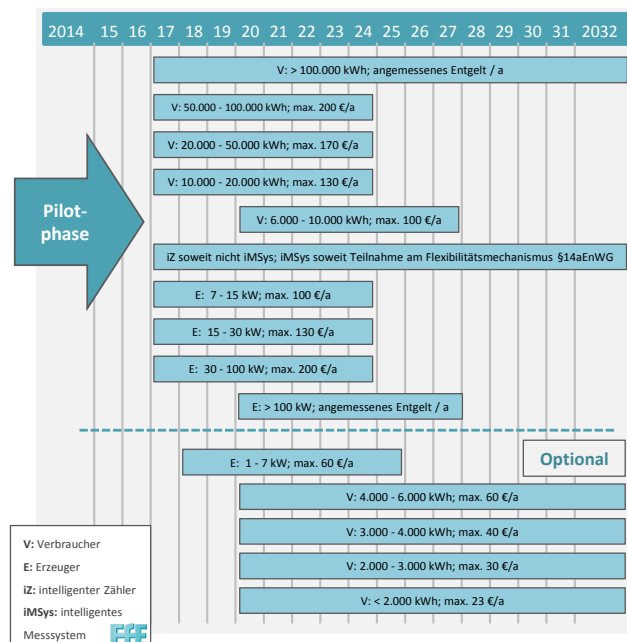 2014 15 16 17 18 19 20 21 22 23 24 25 26 27 28 29 30 31 2032
V: > 100.000 kWh; angemessenes Entgelt / a
V: 50.000 - 100.000 kWh; max. 200 €/a
V: 20.000 - 50.000 kWh; max. 170 €/a
V: 10.000 - 20.000 kWh; max. 130 €/a
Pilot-
phase
V: 6.000 - 10.000 kWh; max. 100 €/a
iZ soweit nicht iMSys; iMSys soweit Teilnahme am Flexibilitätsmechanismus §14aEnWG
E: 7 - 15 kW; max. 100 €/a
E: 15 - 30 kW; max. 130 €/a
E: 30 - 100 kW; max. 200 €/a
E: > 100 kW; angemessenes Entgelt / a
E: 1 - 7 kW; max. 60 €/a
Optional
V: 4.000 - 6.000 kWh; max. 60 €/a
V: 3.000 - 4.000 kWh; max. 40 €/a
V: 2.000 - 3.000 kWh; max. 30 €/a
V: < 2.000 kWh; max. 23 €/a
V: Verbraucher
E: Erzeuger
iZ: intelligenter Zähler
iMSys: intelligentes
Messsystem
FfE